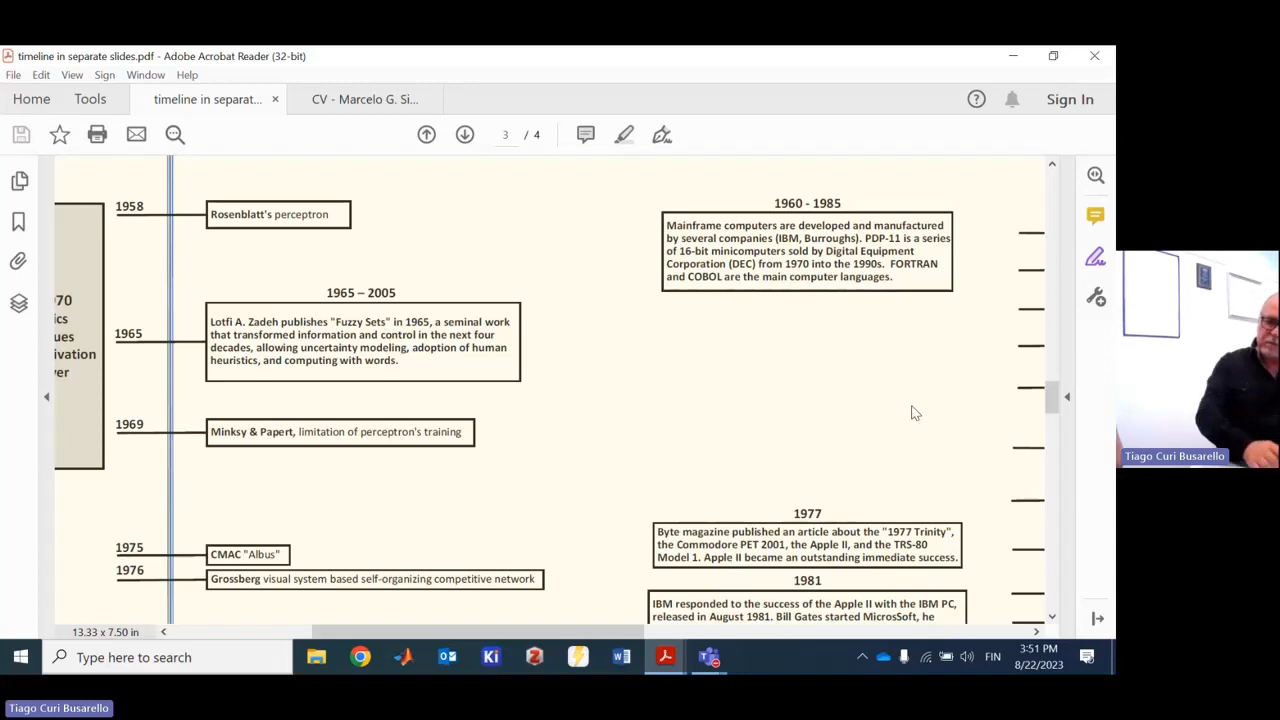 timeline in separate slides.pdf - Adobe Acrobat Reader (32-bit)
File Edit View Sign Window Help
Home Tools timeline in separat... × CV - Marcelo G. Si... Sign In
3 / 4
1958
Rosenblatt's perceptron
1960 - 1985
Mainframe computers are developed and manufactured
by several companies (IBM, Burroughs). PDP-11 is a series
of 16-bit minicomputers sold by Digital Equipment
Corporation (DEC) from 1970 into the 1990s. FORTRAN
and COBOL are the main computer languages.
70
ics
ues
ivation
er
1965 – 2005
1965
Lotfi A. Zadeh publishes "Fuzzy Sets" in 1965, a seminal work
that transformed information and control in the next four
decades, allowing uncertainty modeling, adoption of human
heuristics, and computing with words.
1969
Minksy & Papert, limitation of perceptron's training
1977
Byte magazine published an article about the "1977 Trinity",
the Commodore PET 2001, the Apple II, and the TRS-80
Model 1. Apple II became an outstanding immediate success.
1975
CMAC "Albus"
1976
Grossberg visual system based self-organizing competitive network
1981
IBM responded to the success of the Apple II with the IBM PC,
released in August 1981. Bill Gates started MicrosSoft, he
13.33 x 7.50 in
Type here to search
Ki
FIN
3:51 PM
8/22/2023
Tiago Curi Busarello
Tiago Curi Busarello